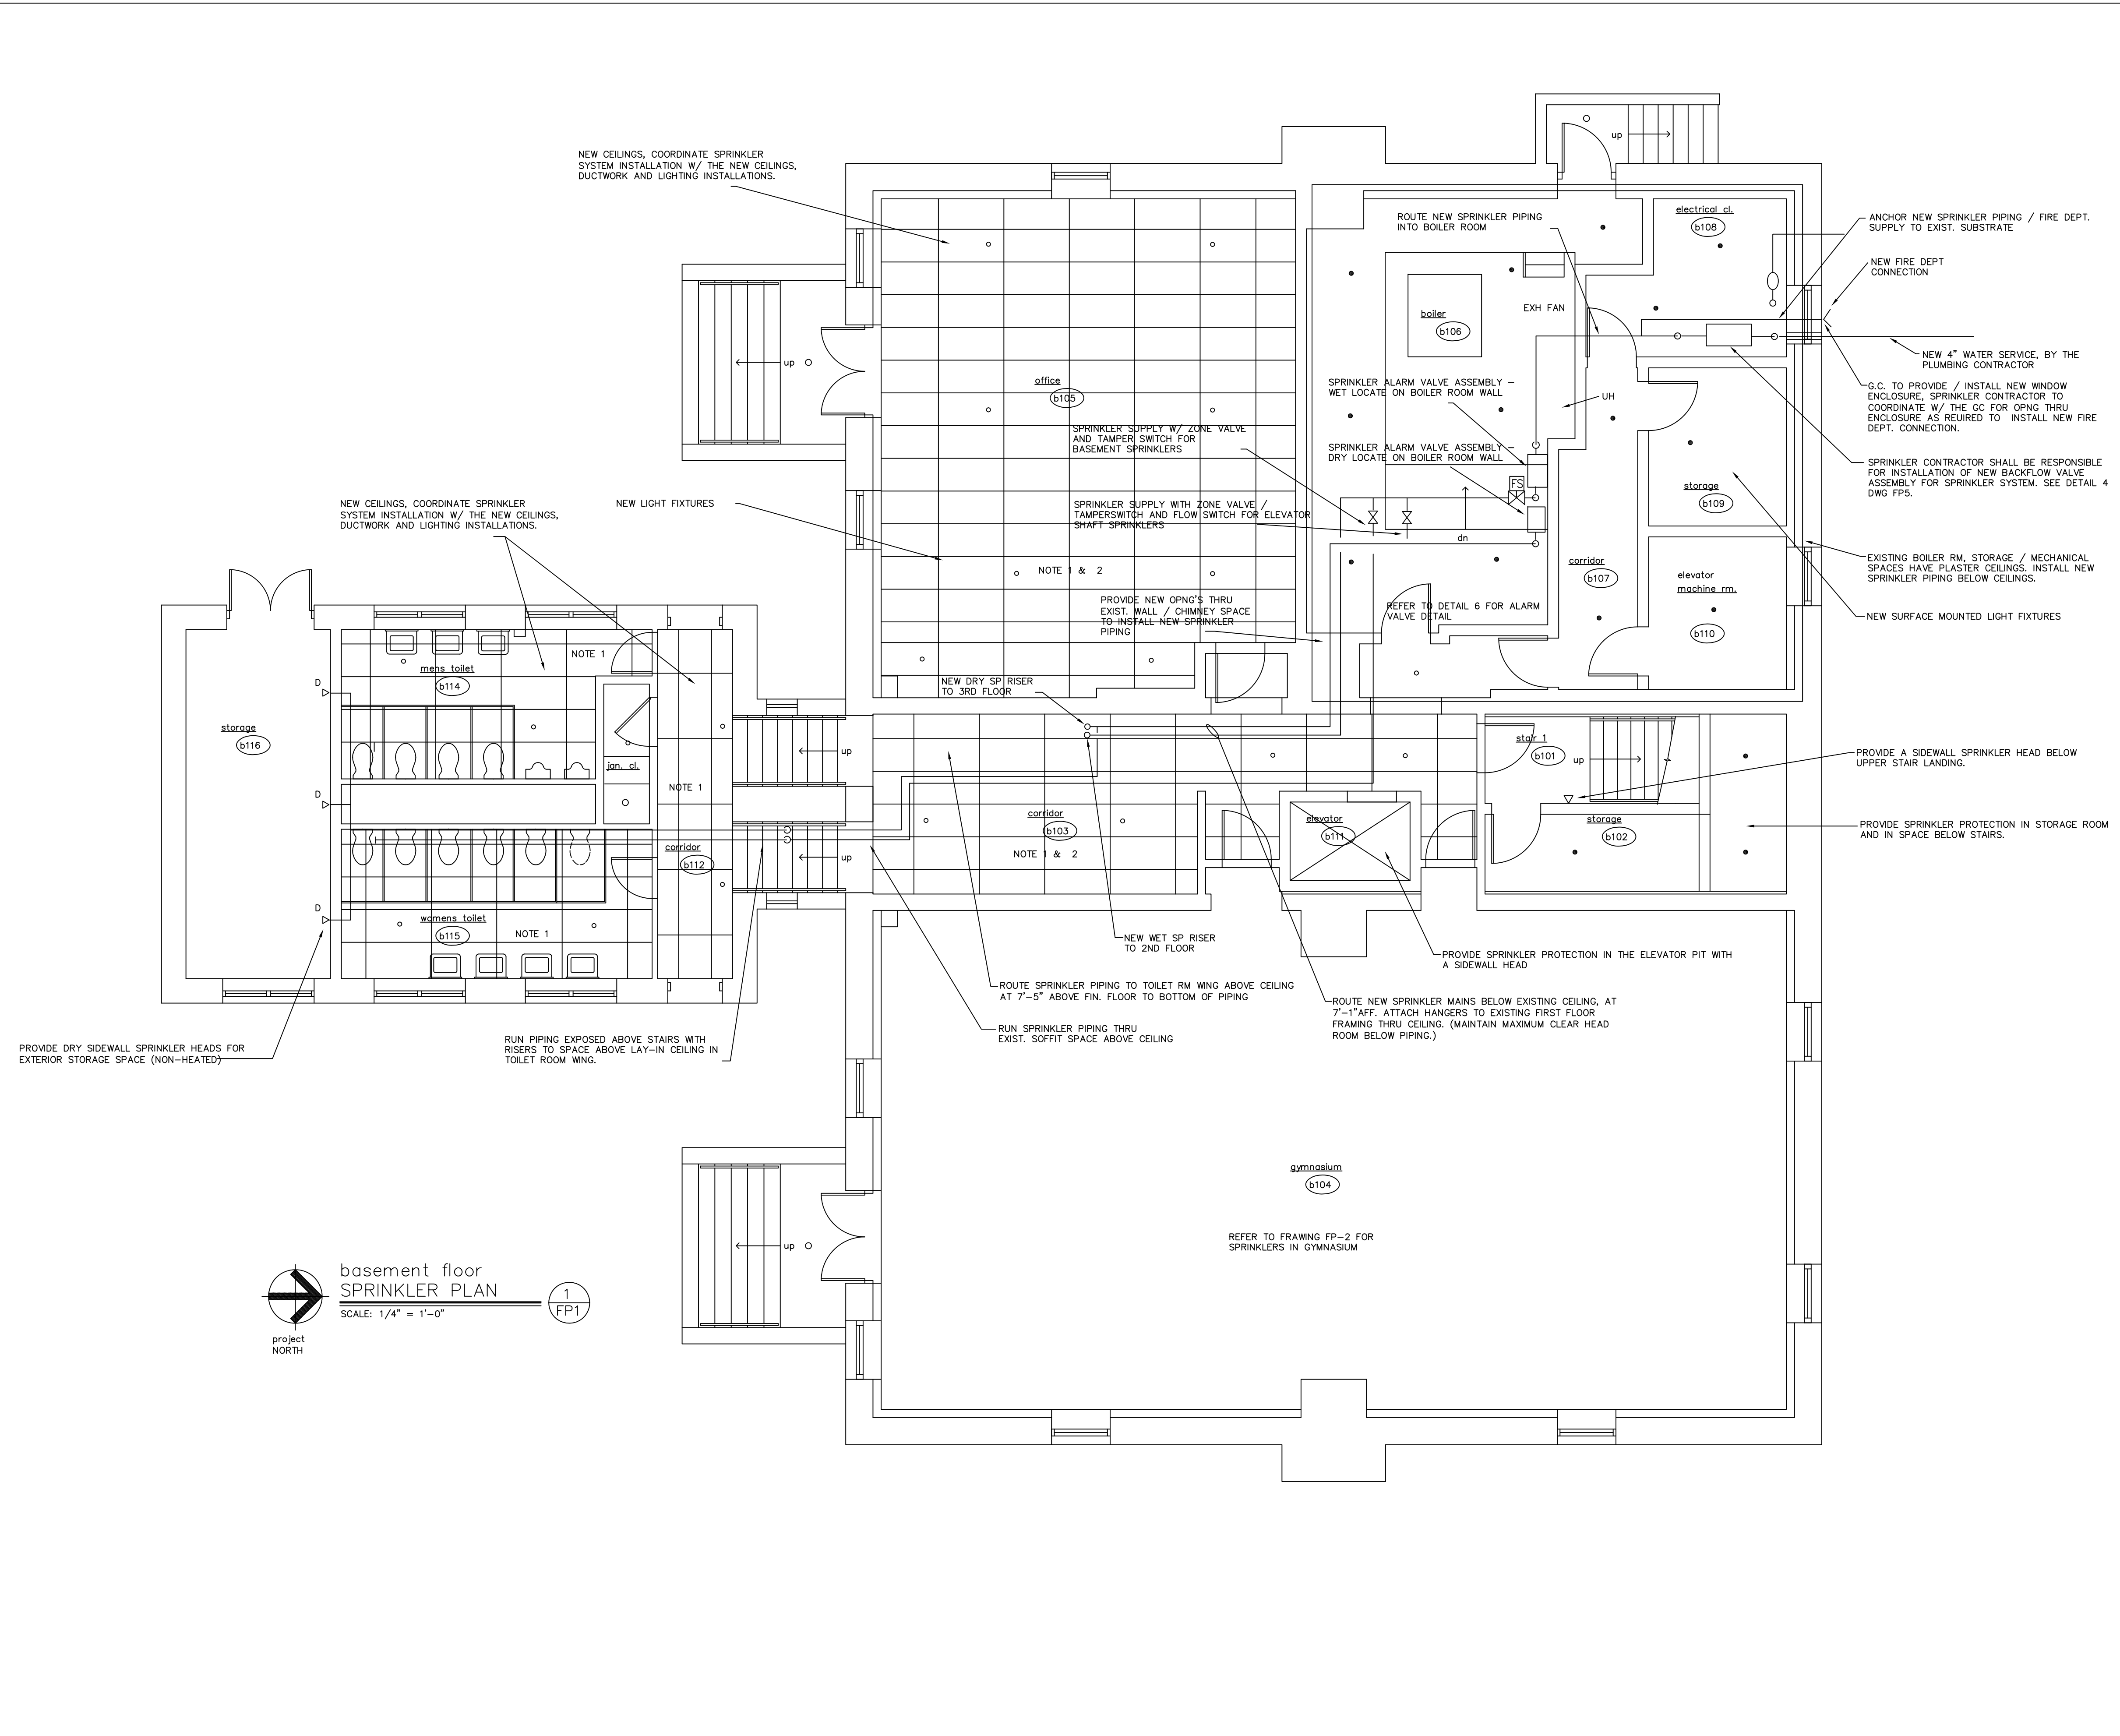 NEW CEILINGS, COORDINATE SPRINKLER
SYSTEM INSTALLATION W/ THE NEW CEILINGS,
DUCTWORK AND LIGHTING INSTALLATIONS.
up
ROUTE NEW SPRINKLER PIPING
INTO BOILER ROOM
electrical cl.
b108
ANCHOR NEW SPRINKLER PIPING / FIRE DEPT.
SUPPLY TO EXIST. SUBSTRATE
NEW FIRE DEPT
CONNECTION
boiler
b106
EXH FAN
NEW 4" WATER SERVICE, BY THE
PLUMBING CONTRACTOR
up
office
b105
SPRINKLER ALARM VALVE ASSEMBLY -
WET LOCATE ON BOILER ROOM WALL
UH
G.C. TO PROVIDE / INSTALL NEW WINDOW
ENCLOSURE, SPRINKLER CONTRACTOR TO
COORDINATE W/ THE GC FOR OPNG THRU
ENCLOSURE AS REUIRED TO  INSTALL NEW FIRE
DEPT. CONNECTION.
SPRINKLER SUPPLY W/ ZONE VALVE
AND TAMPER SWITCH FOR
BASEMENT SPRINKLERS
SPRINKLER ALARM VALVE ASSEMBLY -
DRY LOCATE ON BOILER ROOM WALL
SPRINKLER CONTRACTOR SHALL BE RESPONSIBLE
FOR INSTALLATION OF NEW BACKFLOW VALVE
ASSEMBLY FOR SPRINKLER SYSTEM. SEE DETAIL 4
DWG FP5.
FS
storage
b109
NEW CEILINGS, COORDINATE SPRINKLER
SYSTEM INSTALLATION W/ THE NEW CEILINGS,
DUCTWORK AND LIGHTING INSTALLATIONS.
NEW LIGHT FIXTURES
SPRINKLER SUPPLY WITH ZONE VALVE /
TAMPERSWITCH AND FLOW SWITCH FOR ELEVATOR
SHAFT SPRINKLERS
dn
EXISTING BOILER RM, STORAGE / MECHANICAL
SPACES HAVE PLASTER CEILINGS. INSTALL NEW
SPRINKLER PIPING BELOW CEILINGS.
corridor
b107
elevator
machine rm.
b110
NOTE 1 & 2
PROVIDE NEW OPNG'S THRU
EXIST. WALL / CHIMNEY SPACE
TO INSTALL NEW SPRINKLER
PIPING
REFER TO DETAIL 6 FOR ALARM
VALVE DETAIL
NEW SURFACE MOUNTED LIGHT FIXTURES
NOTE 1
mens toilet
b114
D
NEW DRY SP RISER
TO 3RD FLOOR
storage
b116
up
stair 1
b101
up
PROVIDE A SIDEWALL SPRINKLER HEAD BELOW
UPPER STAIR LANDING.
jan. cl.
NOTE 1
D
corridor
b103
elevator
b111
storage
b102
PROVIDE SPRINKLER PROTECTION IN STORAGE ROOM
AND IN SPACE BELOW STAIRS.
corridor
b112
up
NOTE 1 & 2
D
womens toilet
b115
NOTE 1
NEW WET SP RISER
TO 2ND FLOOR
PROVIDE SPRINKLER PROTECTION IN THE ELEVATOR PIT WITH
A SIDEWALL HEAD
ROUTE SPRINKLER PIPING TO TOILET RM WING ABOVE CEILING
AT 7'-5" ABOVE FIN. FLOOR TO BOTTOM OF PIPING
ROUTE NEW SPRINKLER MAINS BELOW EXISTING CEILING, AT
7'-1"AFF. ATTACH HANGERS TO EXISTING FIRST FLOOR
FRAMING THRU CEILING. (MAINTAIN MAXIMUM CLEAR HEAD
ROOM BELOW PIPING.)
RUN SPRINKLER PIPING THRU
EXIST. SOFFIT SPACE ABOVE CEILING
RUN PIPING EXPOSED ABOVE STAIRS WITH
RISERS TO SPACE ABOVE LAY-IN CEILING IN
TOILET ROOM WING.
PROVIDE DRY SIDEWALL SPRINKLER HEADS FOR
EXTERIOR STORAGE SPACE (NON-HEATED)
gymnasium
b104
up
REFER TO FRAWING FP-2 FOR
SPRINKLERS IN GYMNASIUM
basement floor
SPRINKLER PLAN
SCALE: 1/4" = 1'-0"
1
FP1
project
NORTH